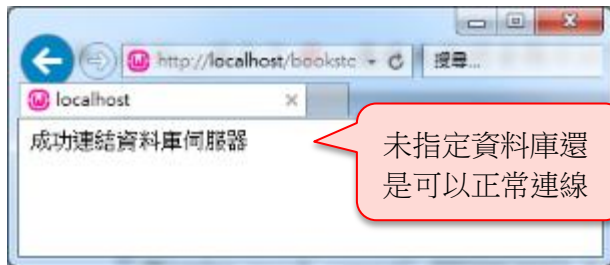 http://localhost/bookstc
搜尋...
localhost
成功連結資料庫伺服器
未指定資料庫還
是可以正常連線